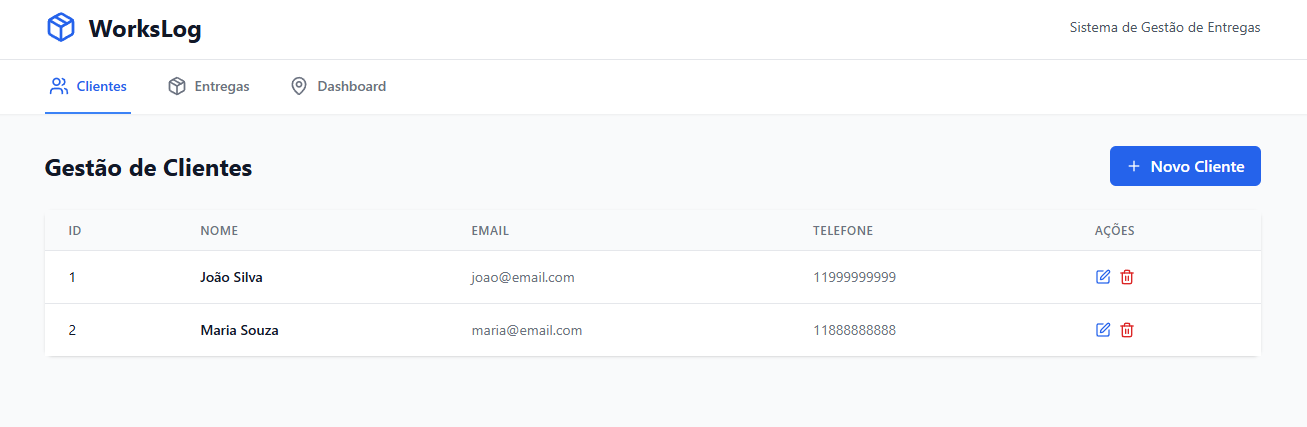 WorksLog
Sistema de Gestão de Entregas
Clientes Entregas Dashboard
Gestão de Clientes
+ Novo Cliente
ID NOME EMAIL TELEFONE AÇÕES
1 João Silva joao@email.com 11999999999
2 Maria Souza maria@email.com 11888888888